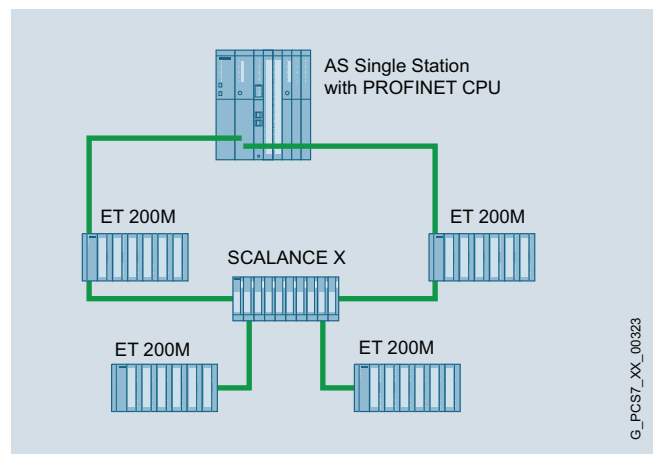 AS Single Station
with PROFINET CPU
ET 200M
ET 200M
SCALANCE X
ET 200M
ET 200M
G_PCS7_XX_00323